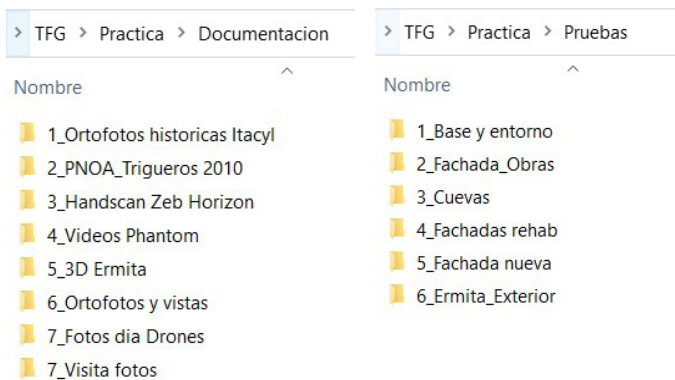 > TFG > Practica > Documentacion
Nombre
1_Ortofotos historicas Itacyl
2_PNOA_Trigueros 2010
3_Handscan Zeb Horizon
4_Videos Phantom
5_3D Ermita
6_Ortofotos y vistas
7_Fotos dia Drones
7_Visita fotos
> TFG > Practica > Pruebas
Nombre
1_Base y entorno
2_Fachada_Obras
3_Cuevas
4_Fachadas rehab
5_Fachada nueva
6_Ermita_Exterior